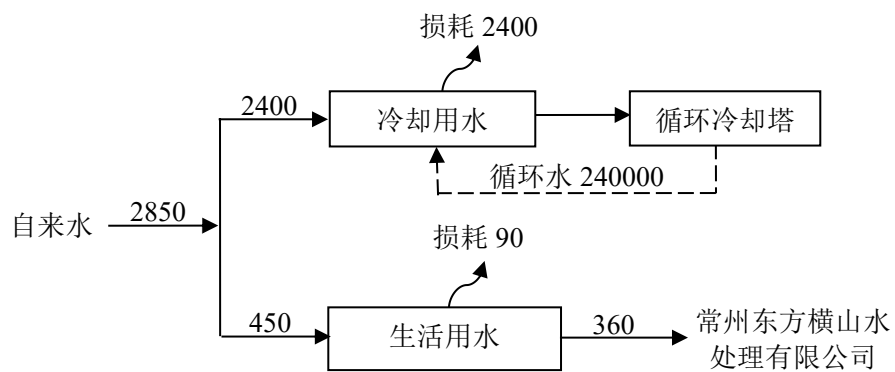 损耗 2400
2400
冷却用水
循环冷却塔
循环水 240000
自来水
2850
损耗 90
450
生活用水
360
常州东方横山水
处理有限公司